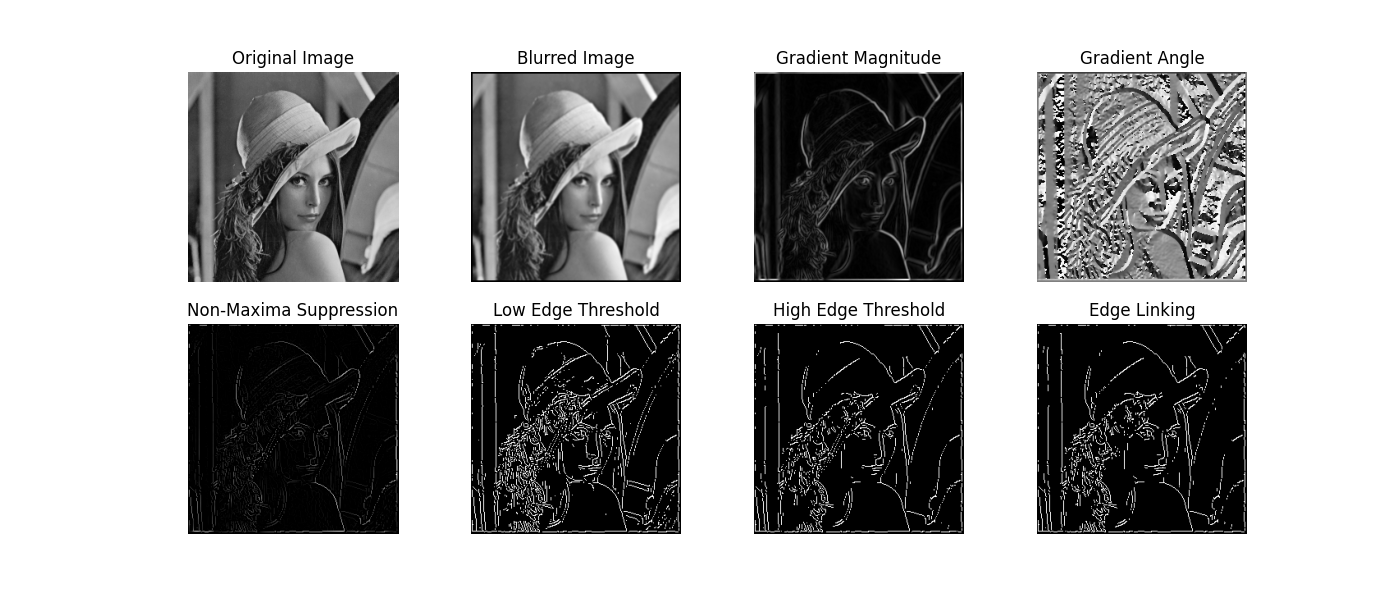 Original Image
Blurred Image
Gradient Magnitude
Gradient Angle
Non-Maxima Suppression
Low Edge Threshold
High Edge Threshold
Edge Linking